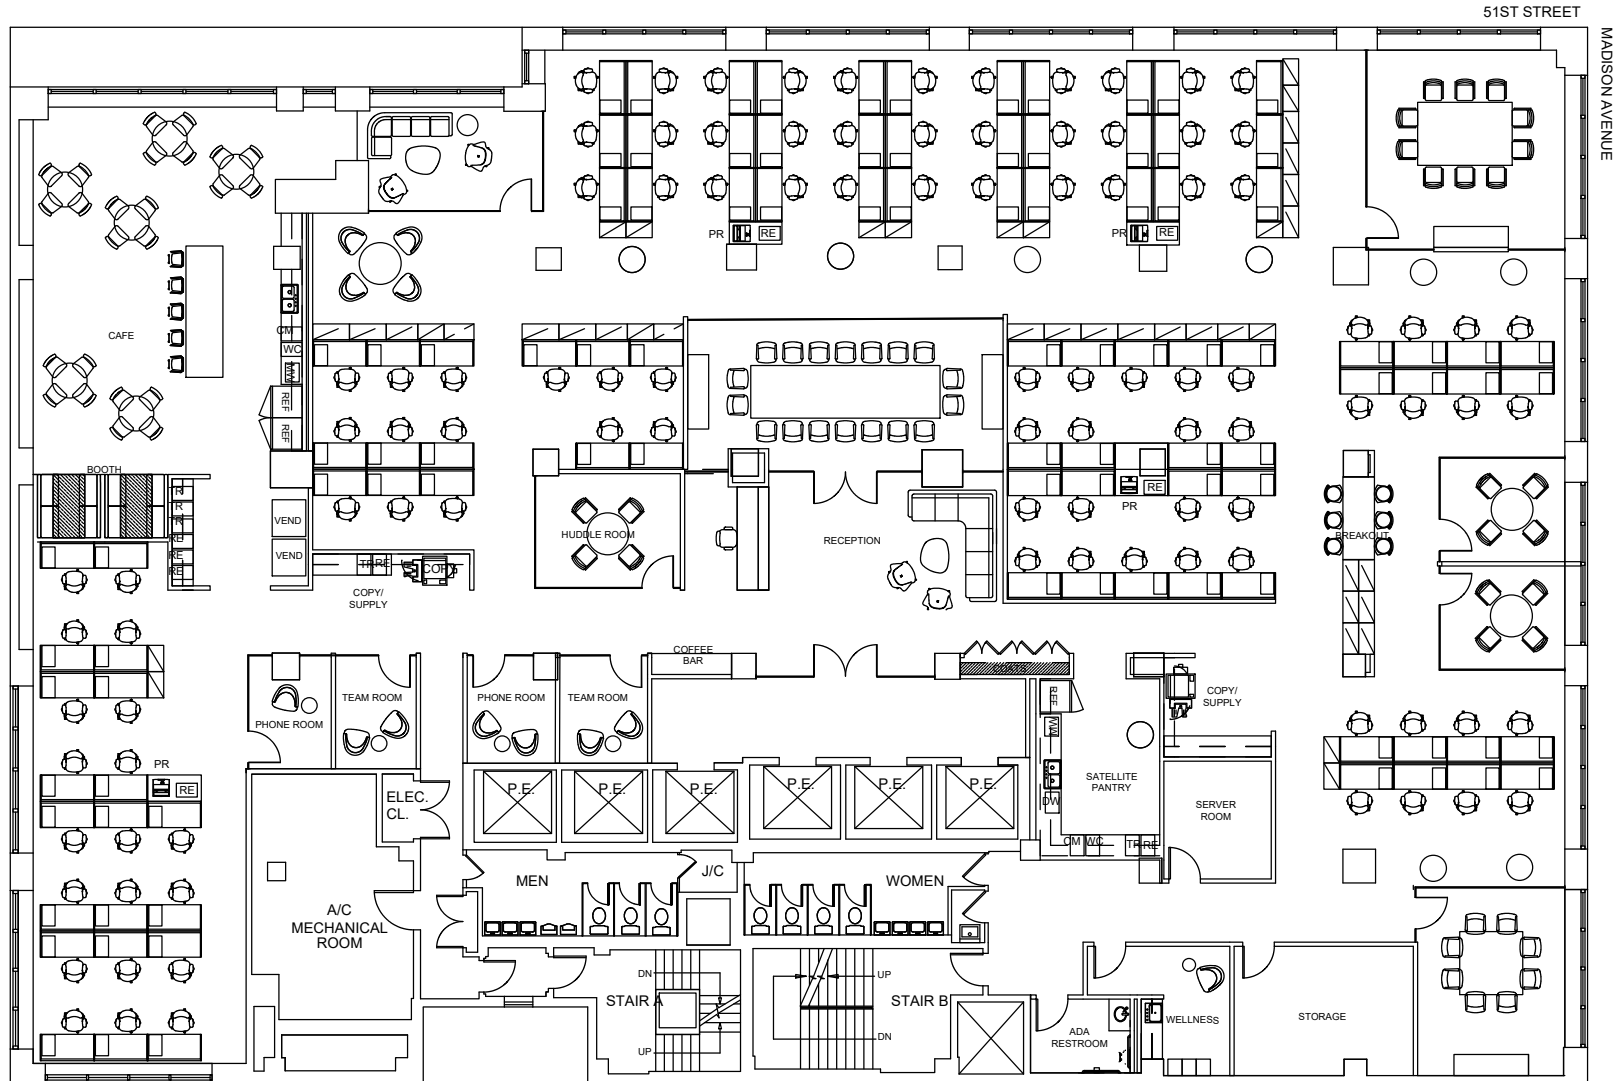 51ST STREET
MADISON AVENUE
PR
RE
PR
RE
CAFE
CM
WC
MW
REF
REF
BOOTH
R
R
R
RE
RE
RE
VEND
VEND
HUDDLE ROOM
RECEPTION
RE
PR
BREAKOUT
TR
RE
COPY
COPY/
SUPPLY
COFFEE
BAR
COATS
TEAM ROOM
PHONE ROOM
PHONE ROOM
TEAM ROOM
REF
MW
COPY/
SUPPLY
PR
RE
ELEC.
CL.
P.E.
P.E.
P.E.
P.E.
P.E.
P.E.
SATELLITE
PANTRY
DW
SERVER
ROOM
CM
WC
TR
RE
MEN
J/C
WOMEN
A/C
MECHANICAL
ROOM
DN
STAIR A
UP
UP
STAIR B
DN
ADA
RESTROOM
WELLNESS
STORAGE